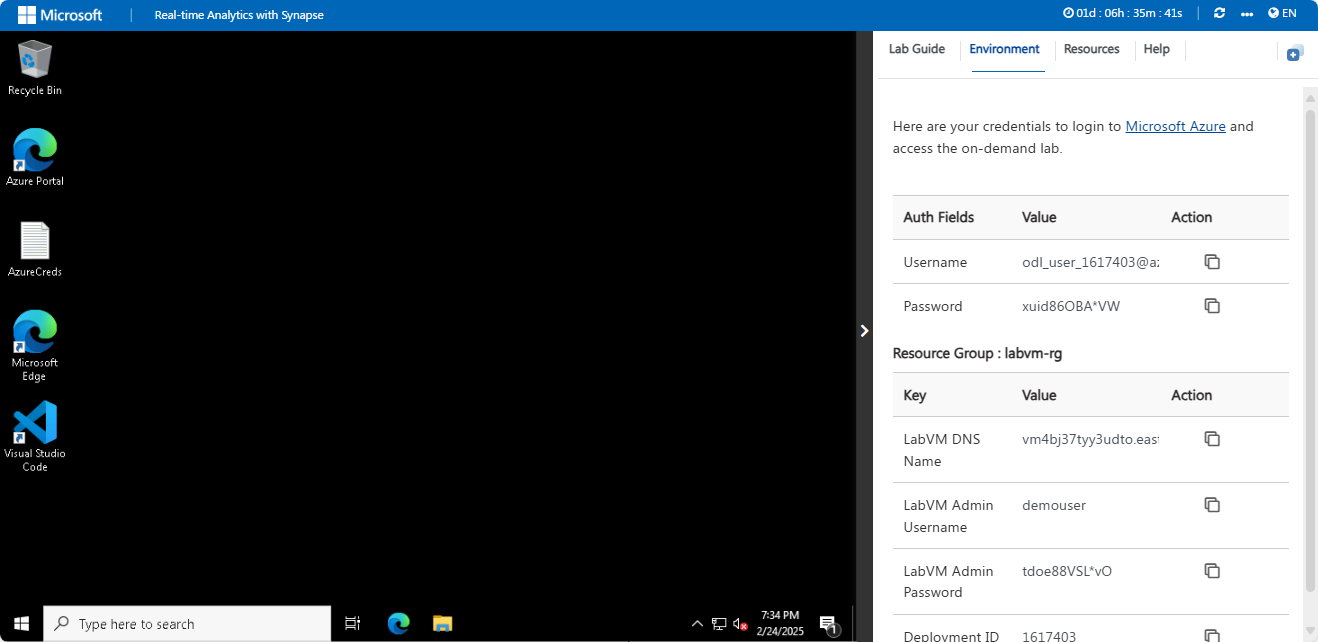 Microsoft | Real-time Analytics with Synapse 01d : 06h : 35m : 41s EN
Recycle Bin
Azure Portal
AzureCreds
Microsoft
Edge
Visual Studio
Code
Type here to search
7:34 PM
2/24/2025
1
Lab Guide Environment Resources Help
Here are your credentials to login to Microsoft Azure and
access the on-demand lab.
Auth Fields Value Action
Username odl_user_1617403@az
Password xuid86OBA*VW
Resource Group : labvm-rg
Key Value Action
LabVM DNS
Name
vm4bj37tyy3udto.east
LabVM Admin
Username
demouser
LabVM Admin
Password
tdoe88VSL*vO
Deployment ID 1617403